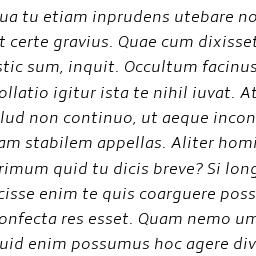 ua tu etiam inprudens utebare no
t certe gravius. Quae cum dixisset
stic sum, inquit. Occultum facinus
ollatio igitur ista te nihil iuvat. At
lud non continuo, ut aeque incon
am stabilem appellas. Aliter homi
rimum quid tu dicis breve? Si long
cisse enim te quis coarguere poss
onfecta res esset. Quam nemo um
uid enim possumus hoc agere div